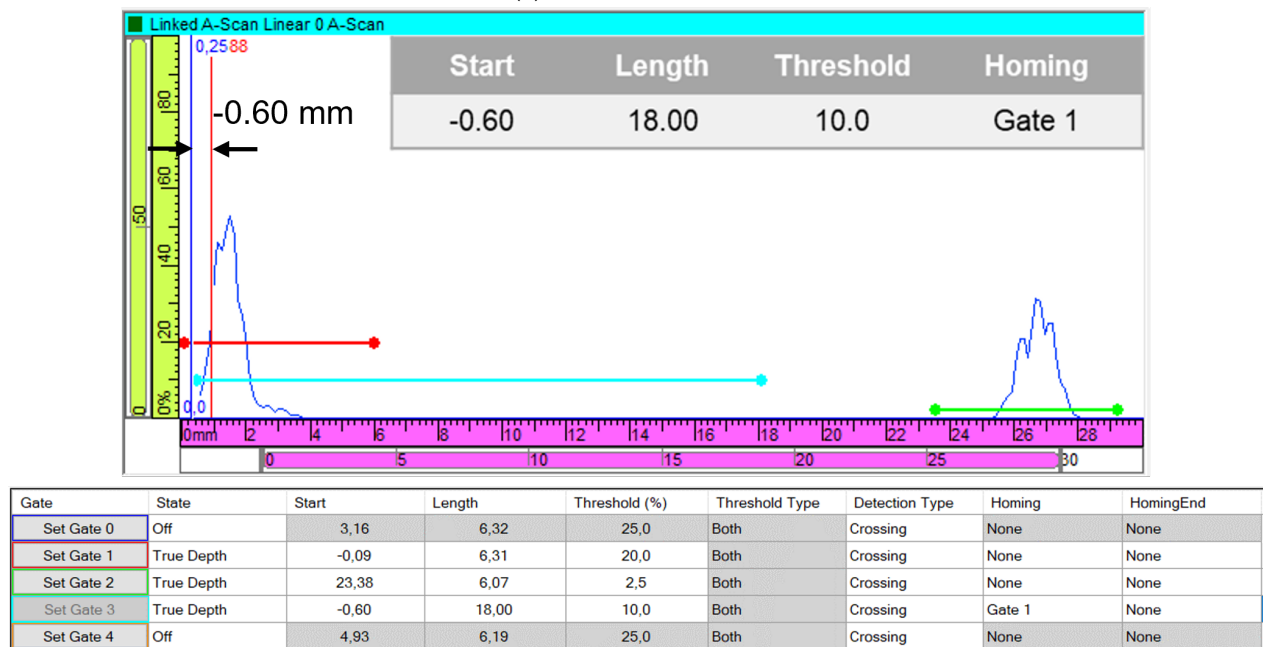 Linked A-Scan Linear 0 A-Scan
0,2588
Start Length Threshold Homing
-0.60 18.00 10.0 Gate 1
-0.60 mm
80
60
50
40
20
0 0% 0,0
0mm 2 4 6 8 10 12 14 16 18 20 22 24 26 28
0 5 10 15 20 25 30
Gate State Start Length Threshold (%) Threshold Type Detection Type Homing HomingEnd
Set Gate 0 Off 3,16 6,32 25,0 Both Crossing None None
Set Gate 1 True Depth -0,09 6,31 20,0 Both Crossing None None
Set Gate 2 True Depth 23,38 6,07 2,5 Both Crossing None None
Set Gate 3 True Depth -0,60 18,00 10,0 Both Crossing Gate 1 None
Set Gate 4 Off 4,93 6,19 25,0 Both Crossing None None